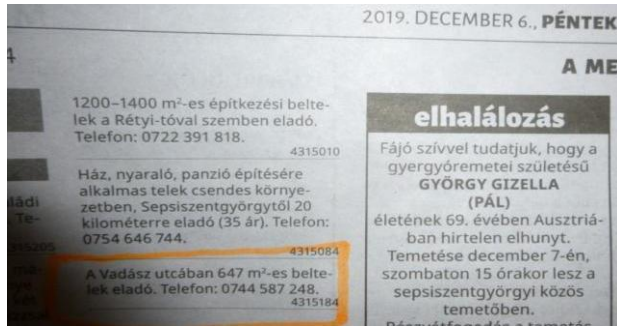 2019. DECEMBER 6., PÉNTEK
A ME
1200–1400 m²-es építkezési belte-
lek a Rétyi-tóval szemben eladó.
Telefon: 0722 391 818.
4315010
Ház, nyaraló, panzió építésére
alkalmas telek csendes környe-
zetben, Sepsiszentgyörgytől 20
kilométerre eladó (35 ár). Telefon:
0754 646 744.
4315084
A Vadász utcában 647 m²-es belte-
lek eladó. Telefon: 0744 587 248.
4315184
elhalálozás
Fájó szívvel tudatjuk, hogy a
gyergyóremetei születésű
GYÖRGY GIZELLA
(PÁL)
életének 69. évében Ausztriá-
ban hirtelen elhunyt.
Temetése december 7-én,
szombaton 15 órakor lesz a
sepsiszentgyörgyi közös
temetőben.